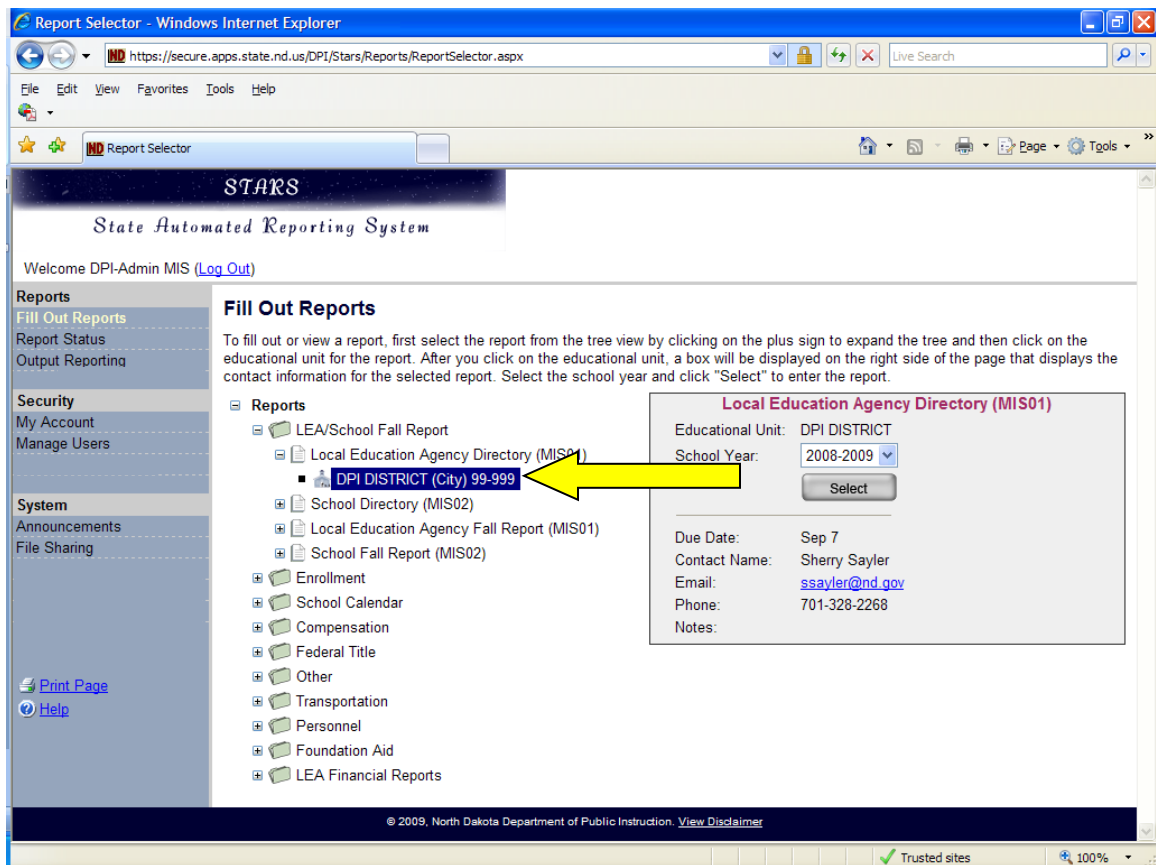 Report Selector - Windows Internet Explorer
https://secure.apps.state.nd.us/DPI/Stars/Reports/ReportSelector.aspx
Live Search
File Edit View Favorites Tools Help
ND Report Selector
Page Tools
STARS
State Automated Reporting System
Welcome DPI-Admin MIS (Log Out)
Reports
Fill Out Reports
Report Status
Output Reporting
Security
My Account
Manage Users
System
Announcements
File Sharing
Print Page
Help
Fill Out Reports
To fill out or view a report, first select the report from the tree view by clicking on the plus sign to expand the tree and then click on the
educational unit for the report. After you click on the educational unit, a box will be displayed on the right side of the page that displays the
contact information for the selected report. Select the school year and click "Select" to enter the report.
Reports
LEA/School Fall Report
Local Education Agency Directory (MIS01)
DPI DISTRICT (City) 99-999
School Directory (MIS02)
Local Education Agency Fall Report (MIS01)
School Fall Report (MIS02)
Enrollment
School Calendar
Compensation
Federal Title
Other
Transportation
Personnel
Foundation Aid
LEA Financial Reports
Local Education Agency Directory (MIS01)
Educational Unit: DPI DISTRICT
School Year: 2008-2009
Select
Due Date: Sep 7
Contact Name: Sherry Sayler
Email: ssayler@nd.gov
Phone: 701-328-2268
Notes:
© 2009, North Dakota Department of Public Instruction. View Disclaimer
Trusted sites 100%